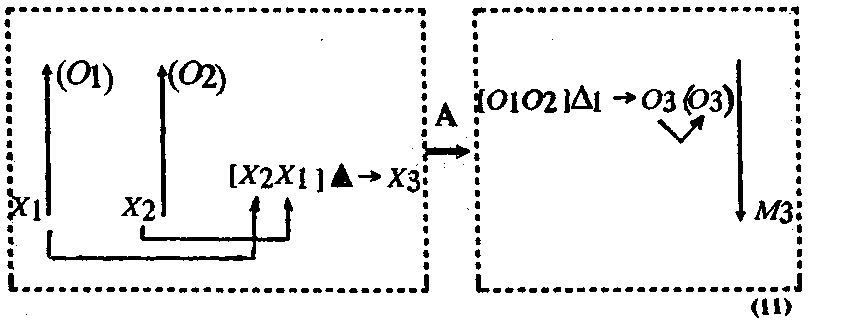 (O1) (O2)
A
[O1O2]Δ1 → O3(O3)
[X2X1]▲ → X3
X1 X2
M3
(11)